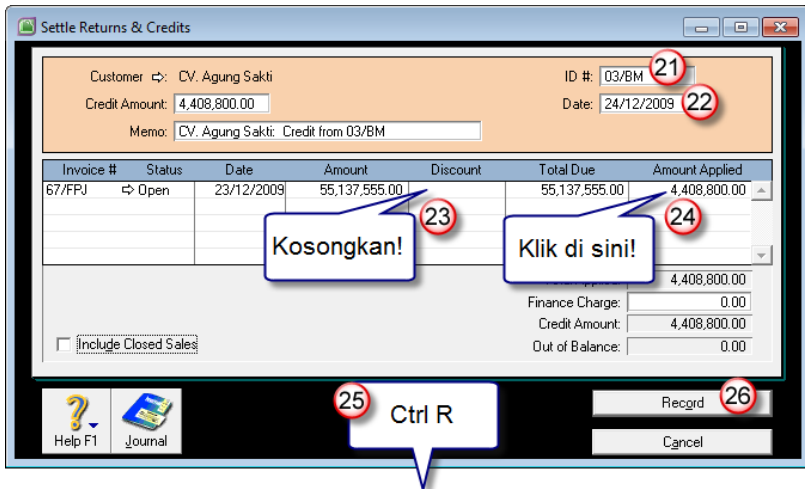 Settle Returns & Credits
Customer ⇨: CV. Agung Sakti
ID #: 03/BM 21
Credit Amount: 4,408,800.00
Date: 24/12/2009 22
Memo: CV. Agung Sakti: Credit from 03/BM
Invoice # Status Date Amount Discount Total Due Amount Applied
67/FPJ ⇨ Open 23/12/2009 55,137,555.00 55,137,555.00 4,408,800.00
23 24
Kosongkan! Klik di sini!
4,408,800.00
Finance Charge: 0.00
Credit Amount: 4,408,800.00
Include Closed Sales Out of Balance: 0.00
25 Ctrl R
Record 26
Help F1 Journal
Cancel